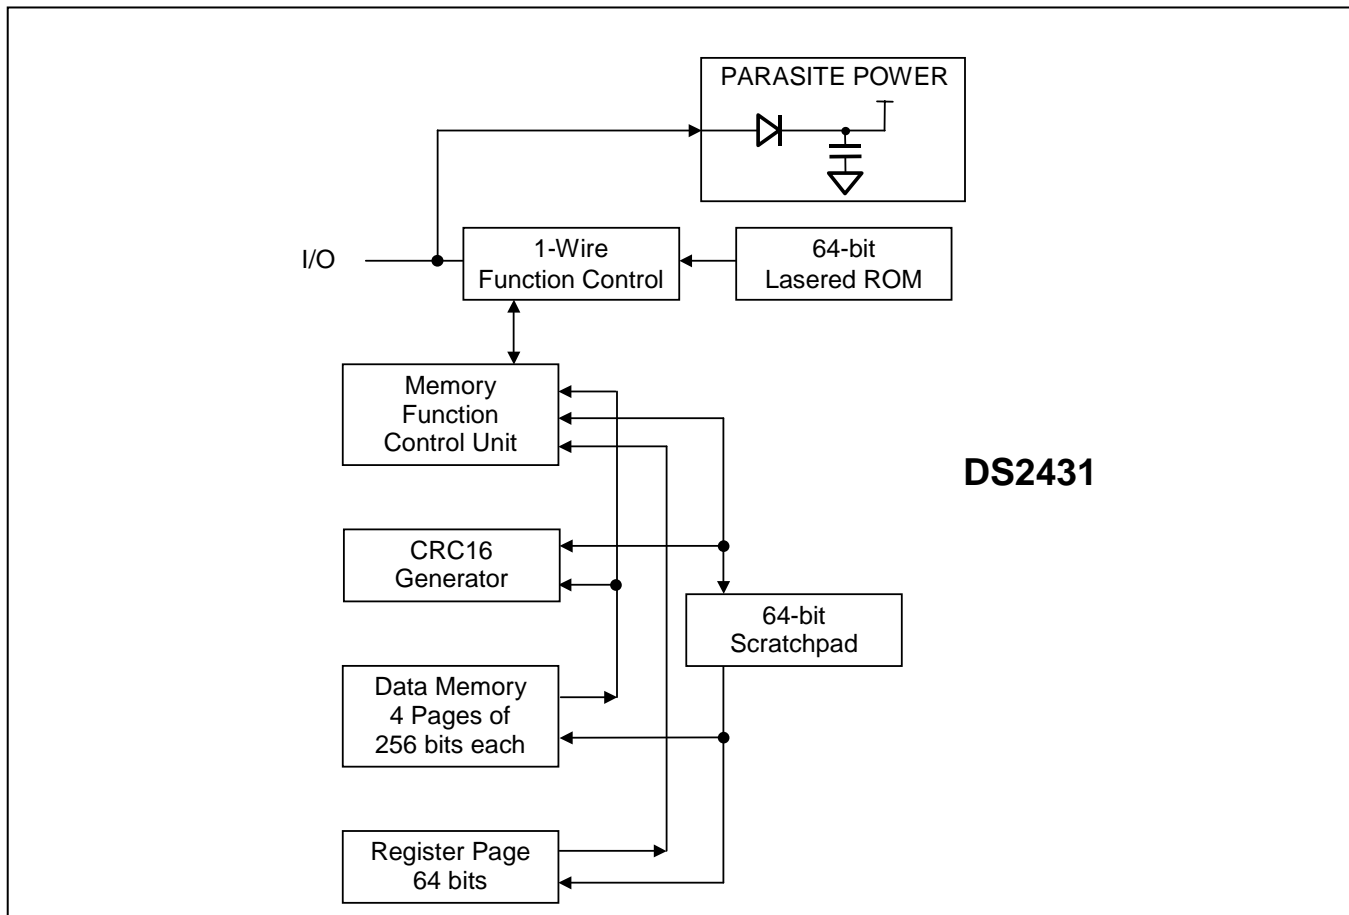 PARASITE POWER
I/O
1-Wire
Function Control
64-bit
Lasered ROM
Memory
Function
Control Unit
DS2431
CRC16
Generator
64-bit
Scratchpad
Data Memory
4 Pages of
256 bits each
Register Page
64 bits